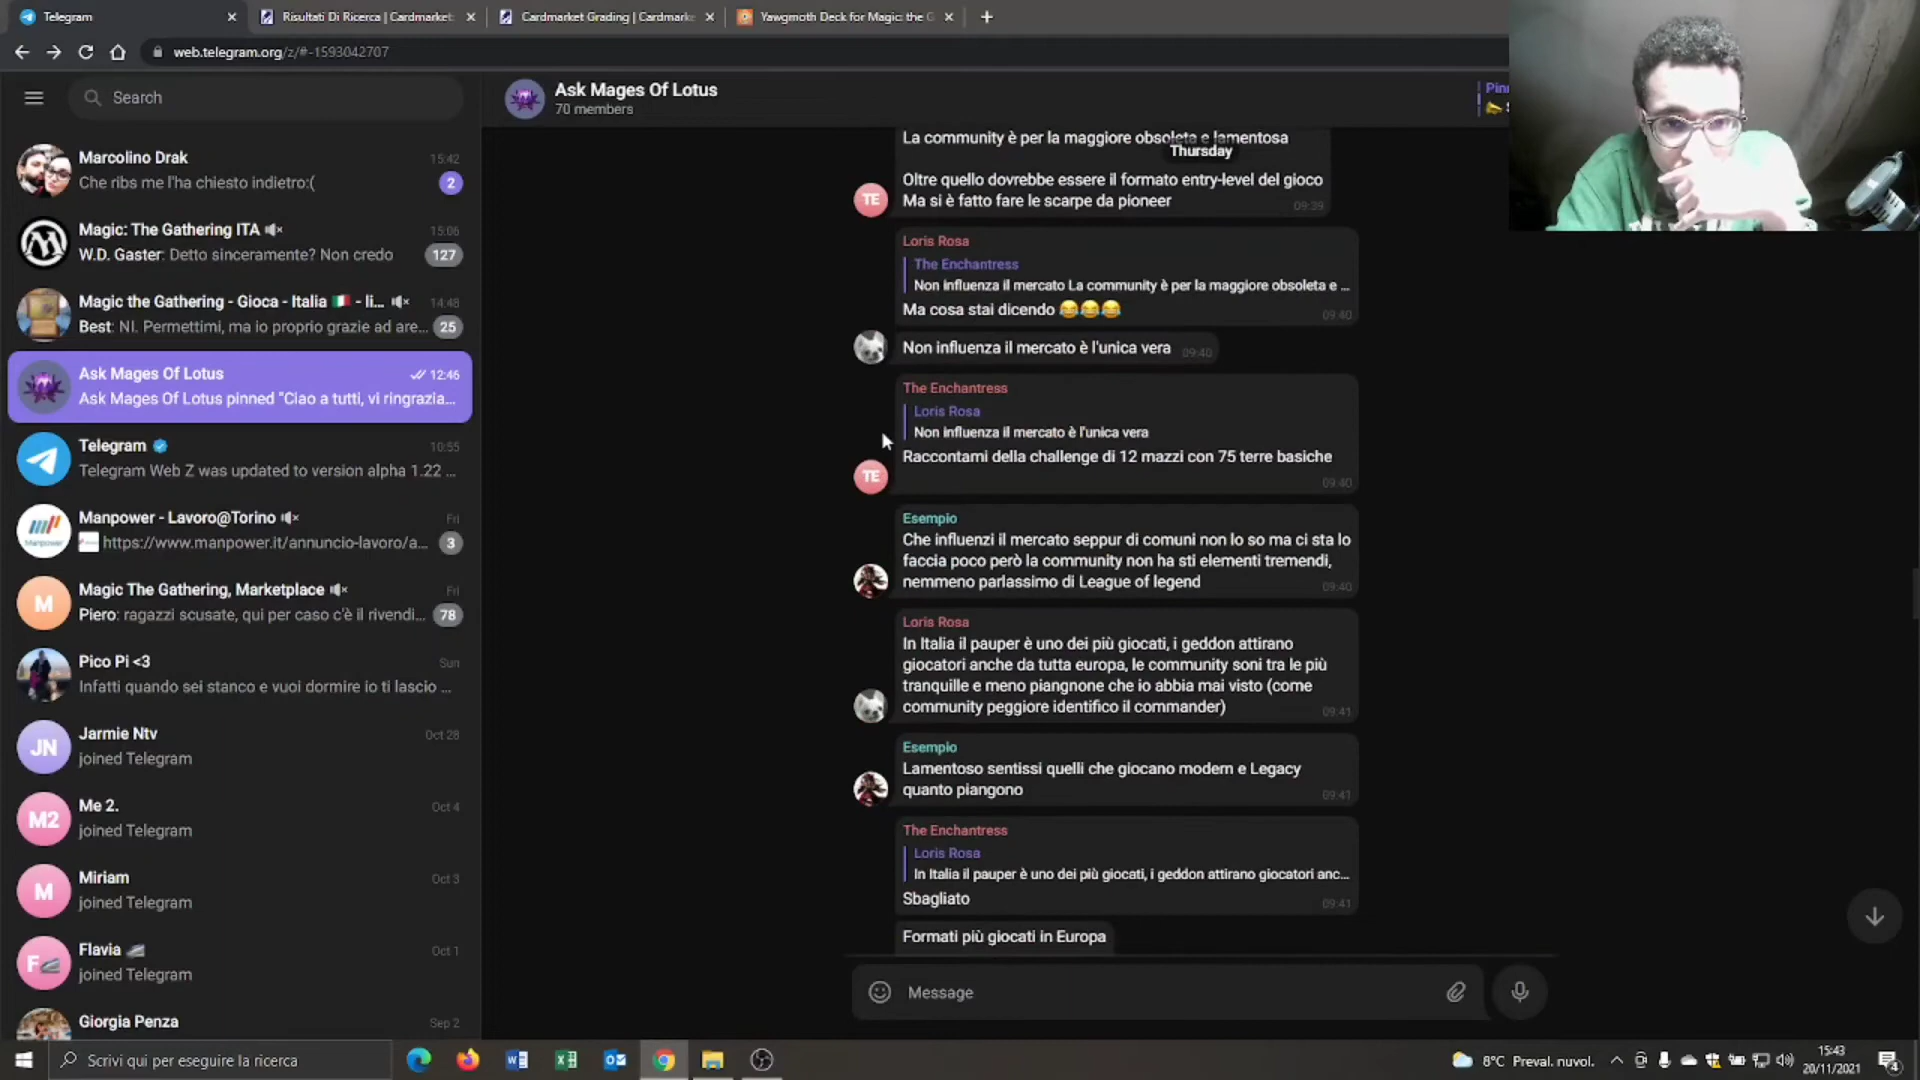 Telegram
Risultati Di Ricerca | Cardmarket
Cardmarket Grading | Cardmarke
Yawgmoth Deck for Magic: the G
web.telegram.org/z/#-1593042707
Search
Marcolino Drak
15:42
Che ribs me l'ha chiesto indietro:(
2
Magic: The Gathering ITA
15:06
W.D. Gaster: Detto sinceramente? Non credo
127
Magic the Gathering - Gioca - Italia 🇮🇹 - li...
14:48
Best: NI. Permettimi, ma io proprio grazie ad are...
25
Ask Mages Of Lotus
12:46
Ask Mages Of Lotus pinned "Ciao a tutti, vi ringrazia...
Telegram
10:55
Telegram Web Z was updated to version alpha 1.22 ...
Manpower - Lavoro@Torino
Fri
Manpower
https://www.manpower.it/annuncio-lavoro/a...
3
M
Magic The Gathering, Marketplace
Fri
Piero: ragazzi scusate, qui per caso c'è il rivendi...
78
Pico Pi <3
Sun
Infatti quando sei stanco e vuoi dormire io ti lascio ...
JN
Jarmie Ntv
Oct 28
joined Telegram
M2
Me 2.
Oct 4
joined Telegram
M
Miriam
Oct 3
joined Telegram
F
Flavia
Oct 1
joined Telegram
Giorgia Penza
Sep 2
Ask Mages Of Lotus
70 members
Pin
La community è per la maggiore obsoleta e lamentosa
Thursday
Oltre quello dovrebbe essere il formato entry-level del gioco
Ma si è fatto fare le scarpe da pioneer
09:39
TE
Loris Rosa
The Enchantress
Non influenza il mercato La community è per la maggiore obsoleta e ...
Ma cosa stai dicendo 😂😂😂
09:40
Non influenza il mercato è l'unica vera
09:40
The Enchantress
Loris Rosa
Non influenza il mercato è l'unica vera
Raccontami della challenge di 12 mazzi con 75 terre basiche
09:40
TE
Esempio
Che influenzi il mercato seppur di comuni non lo so ma ci sta lo
faccia poco però la community non ha sti elementi tremendi,
nemmeno parlassimo di League of legend
09:40
Loris Rosa
In Italia il pauper è uno dei più giocati, i geddon attirano
giocatori anche da tutta europa, le community soni tra le più
tranquille e meno piangnone che io abbia mai visto (come
community peggiore identifico il commander)
09:41
Esempio
Lamentoso sentissi quelli che giocano modern e Legacy
quanto piangono
09:41
The Enchantress
Loris Rosa
In Italia il pauper è uno dei più giocati, i geddon attirano giocatori anc...
Sbagliato
09:41
Formati più giocati in Europa
Message
Scrivi qui per eseguire la ricerca
8°C Preval. nuvol.
15:43
20/11/2021
4